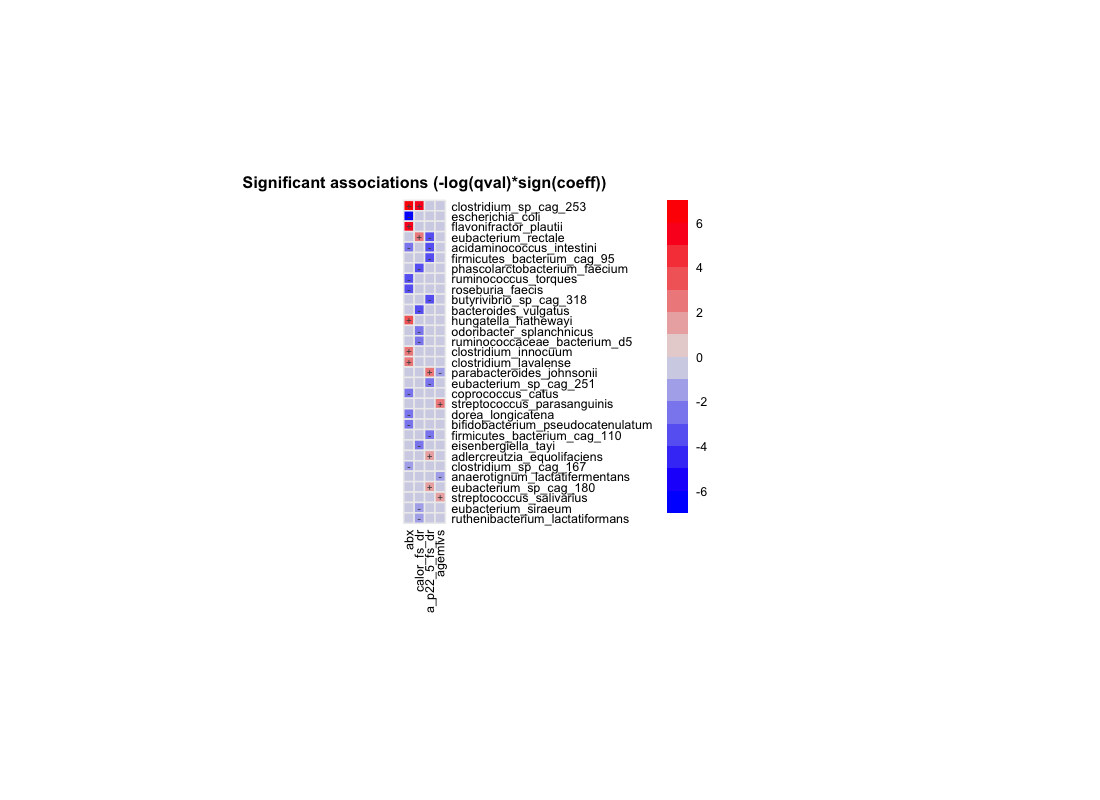 Significant associations (-log(qval)*sign(coeff))
clostridium_sp_cag_253
escherichia_coli
flavonifractor_plautii
eubacterium_rectale
acidaminococcus_intestini
firmicutes_bacterium_cag_95
phascolarctobacterium_faecium
ruminococcus_torques
roseburia_faecis
butyrivibrio_sp_cag_318
bacteroides_vulgatus
hungatella_hathewayi
odoribacter_splanchnicus
ruminococcaceae_bacterium_d5
clostridium_innocuum
clostridium_lavalense
parabacteroides_johnsonii
eubacterium_sp_cag_251
coprococcus_catus
streptococcus_parasanguinis
dorea_longicatena
bifidobacterium_pseudocatenulatum
firmicutes_bacterium_cag_110
eisenbergiella_tayi
adlercreutzia_equolifaciens
clostridium_sp_cag_167
anaerotignum_lactatifermentans
eubacterium_sp_cag_180
streptococcus_salivarius
eubacterium_siraeum
ruthenibacterium_lactatiformans
abx
calor_fs_dr
a_p22_5_fs_dr
agemlvs
6
4
2
0
-2
-4
-6